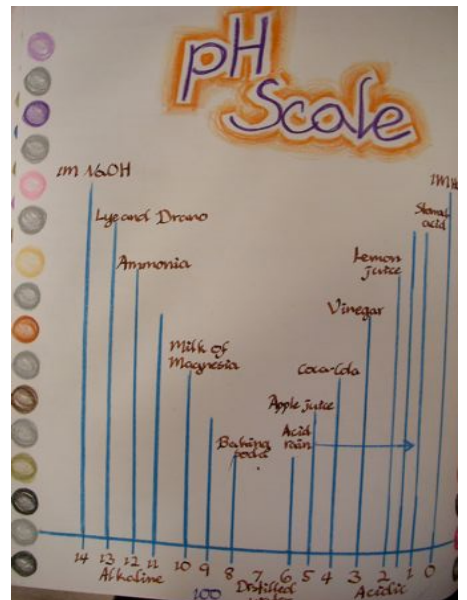 pH
Scale
1M NaOH
1M H
Stomach
acid
Lye and Drano
Ammonia
Lemon
juice
Vinegar
Milk of
Magnesia
Coca-Cola
Apple juice
Acid
rain
Baking
soda
14 13 12 11 10 9 8 7 6 5 4 3 2 1 0
Alkaline
Distilled
Acidic
100